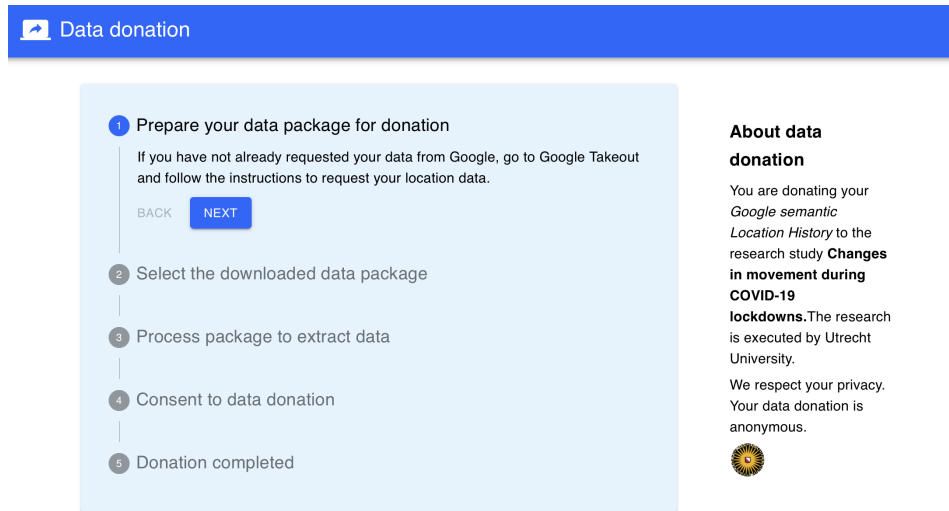 Data donation
1 Prepare your data package for donation
If you have not already requested your data from Google, go to Google Takeout
and follow the instructions to request your location data.
BACK NEXT
2 Select the downloaded data package
3 Process package to extract data
4 Consent to data donation
5 Donation completed
About data
donation
You are donating your
Google semantic
Location History to the
research study Changes
in movement during
COVID-19
lockdowns.The research
is executed by Utrecht
University.
We respect your privacy.
Your data donation is
anonymous.